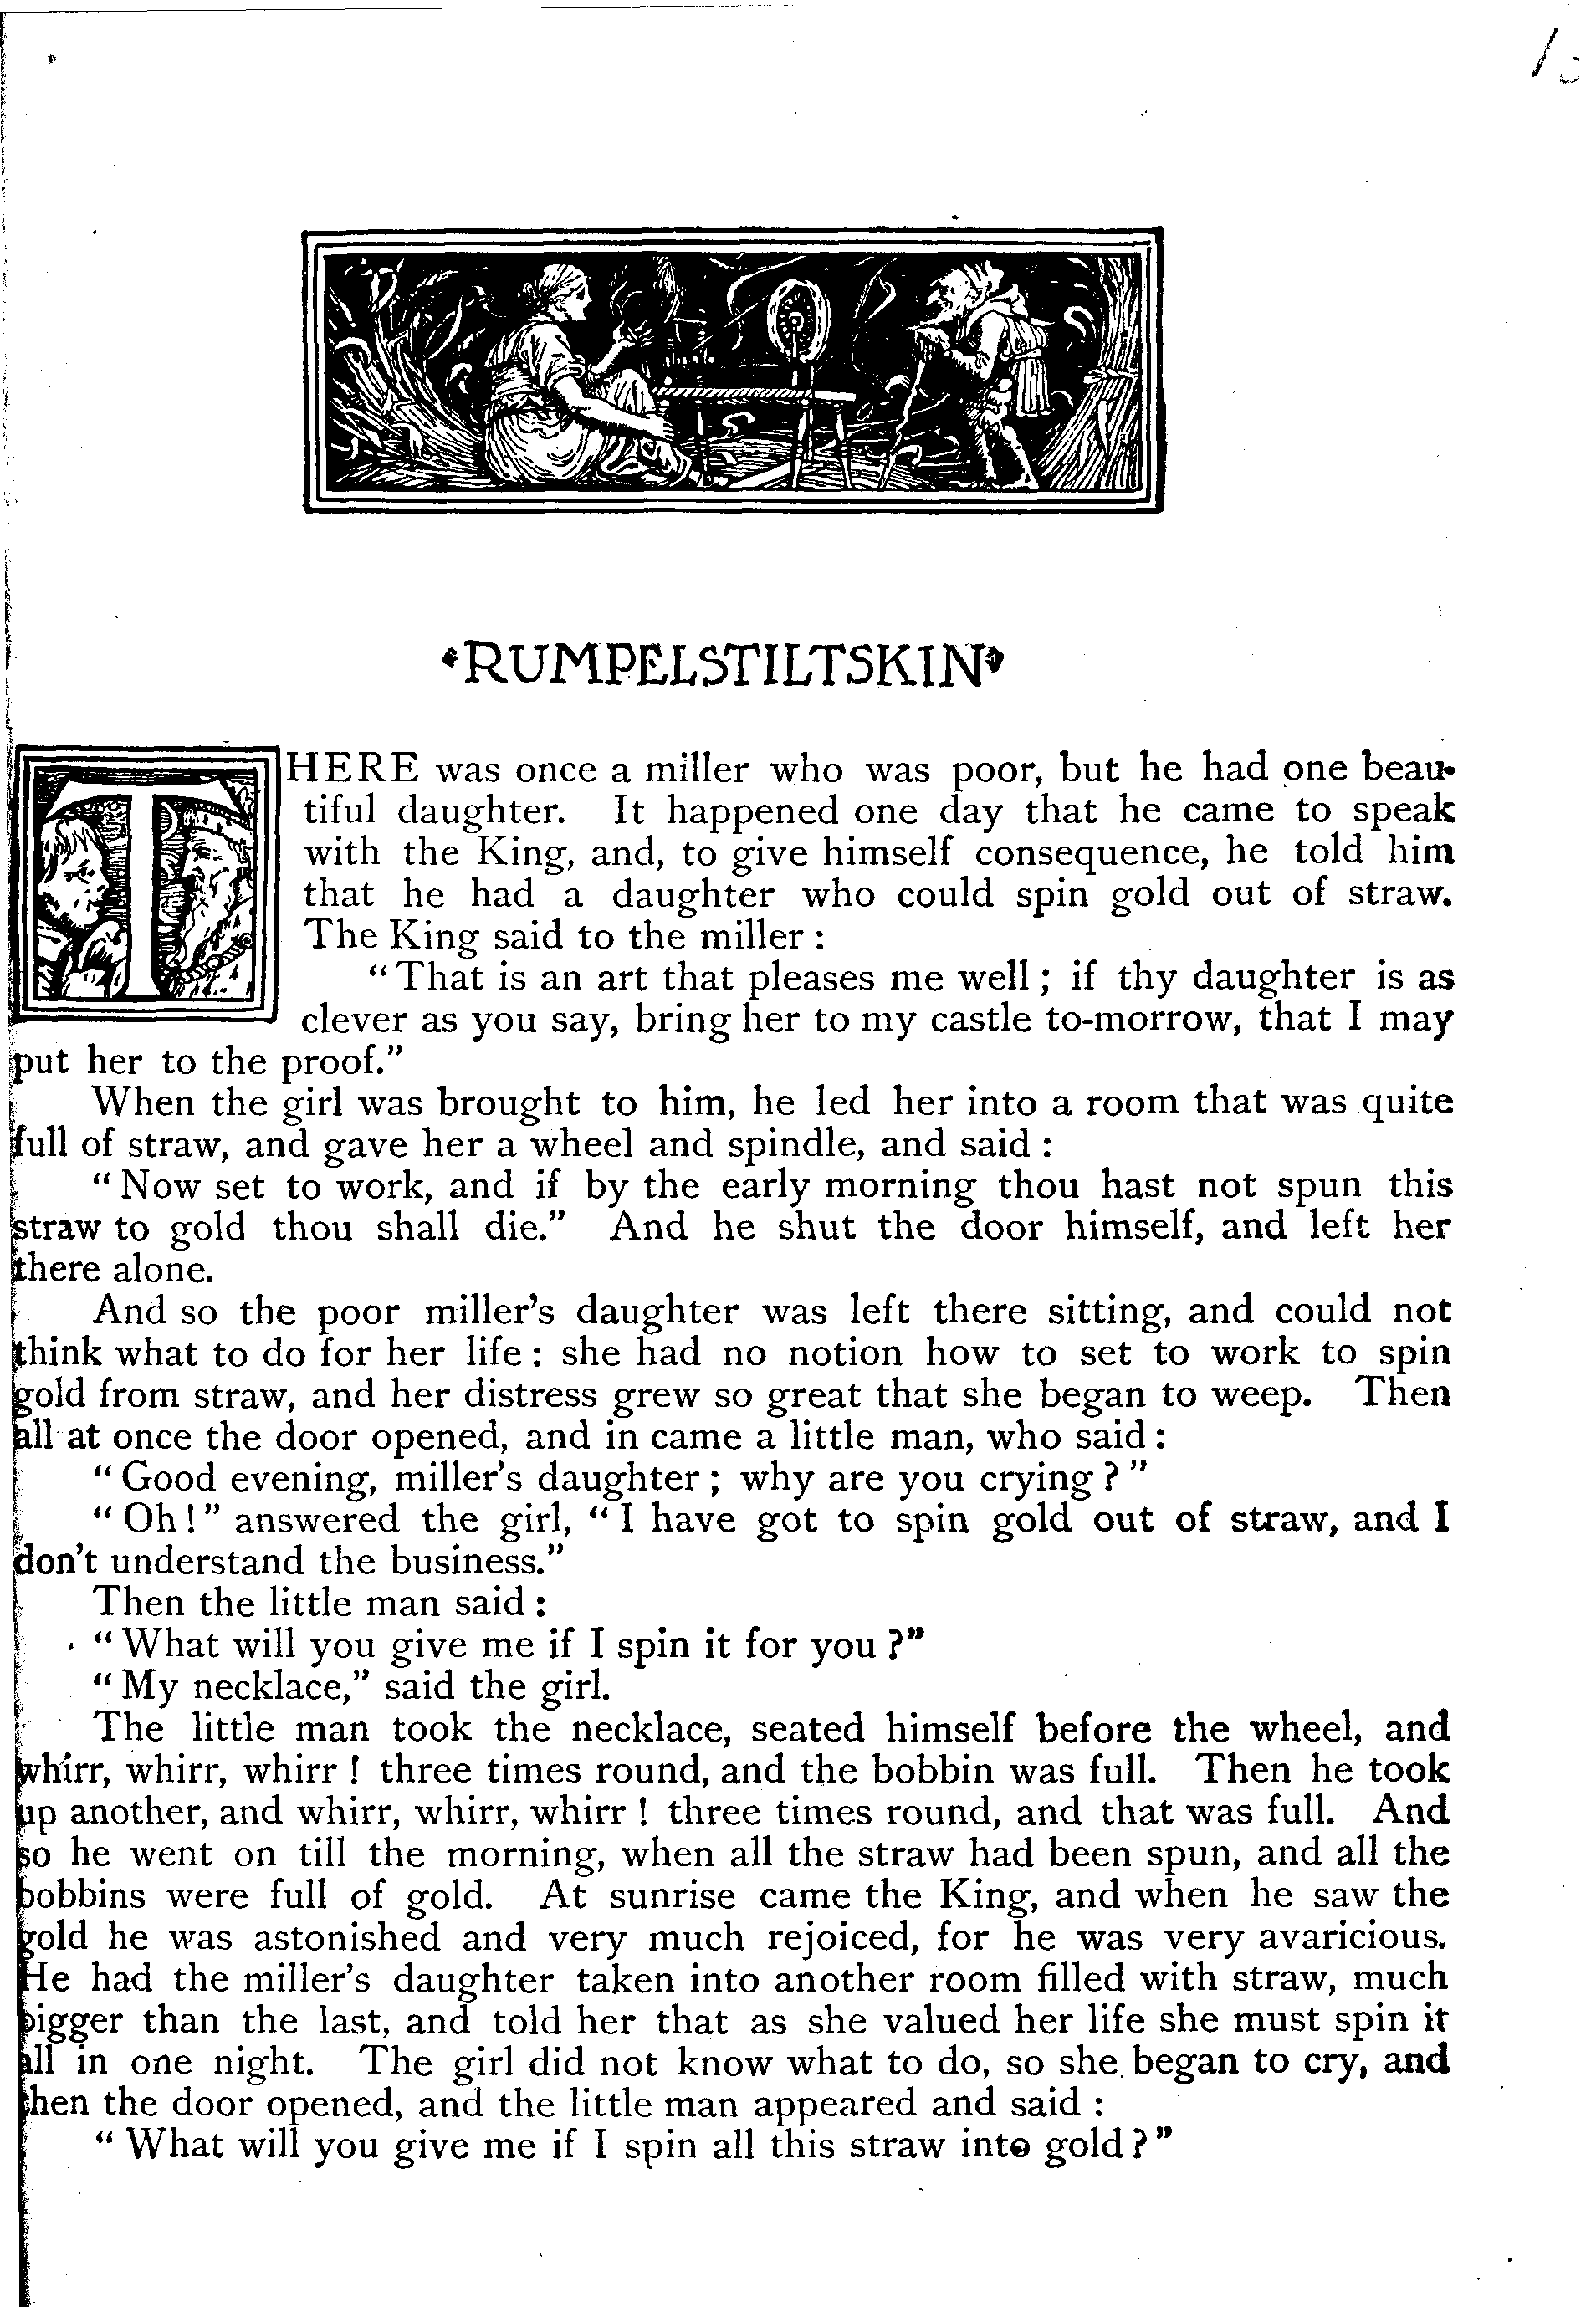 RUMPELSTILTSKIN
THERE was once a miller who was poor, but he had one beau-
tiful daughter. It happened one day that he came to speak
with the King, and, to give himself consequence, he told him
that he had a daughter who could spin gold out of straw.
The King said to the miller:
"That is an art that pleases me well; if thy daughter is as
clever as you say, bring her to my castle to-morrow, that I may
put her to the proof."
When the girl was brought to him, he led her into a room that was quite
full of straw, and gave her a wheel and spindle, and said:
"Now set to work, and if by the early morning thou hast not spun this
straw to gold thou shall die." And he shut the door himself, and left her
there alone.
And so the poor miller's daughter was left there sitting, and could not
think what to do for her life: she had no notion how to set to work to spin
gold from straw, and her distress grew so great that she began to weep. Then
all at once the door opened, and in came a little man, who said:
"Good evening, miller's daughter; why are you crying?"
"Oh!" answered the girl, "I have got to spin gold out of straw, and I
don't understand the business."
Then the little man said:
"What will you give me if I spin it for you?"
"My necklace," said the girl.
The little man took the necklace, seated himself before the wheel, and
whirr, whirr, whirr! three times round, and the bobbin was full. Then he took
up another, and whirr, whirr, whirr! three times round, and that was full. And
so he went on till the morning, when all the straw had been spun, and all the
bobbins were full of gold. At sunrise came the King, and when he saw the
gold he was astonished and very much rejoiced, for he was very avaricious.
He had the miller's daughter taken into another room filled with straw, much
bigger than the last, and told her that as she valued her life she must spin it
all in one night. The girl did not know what to do, so she began to cry, and
then the door opened, and the little man appeared and said:
"What will you give me if I spin all this straw into gold?"